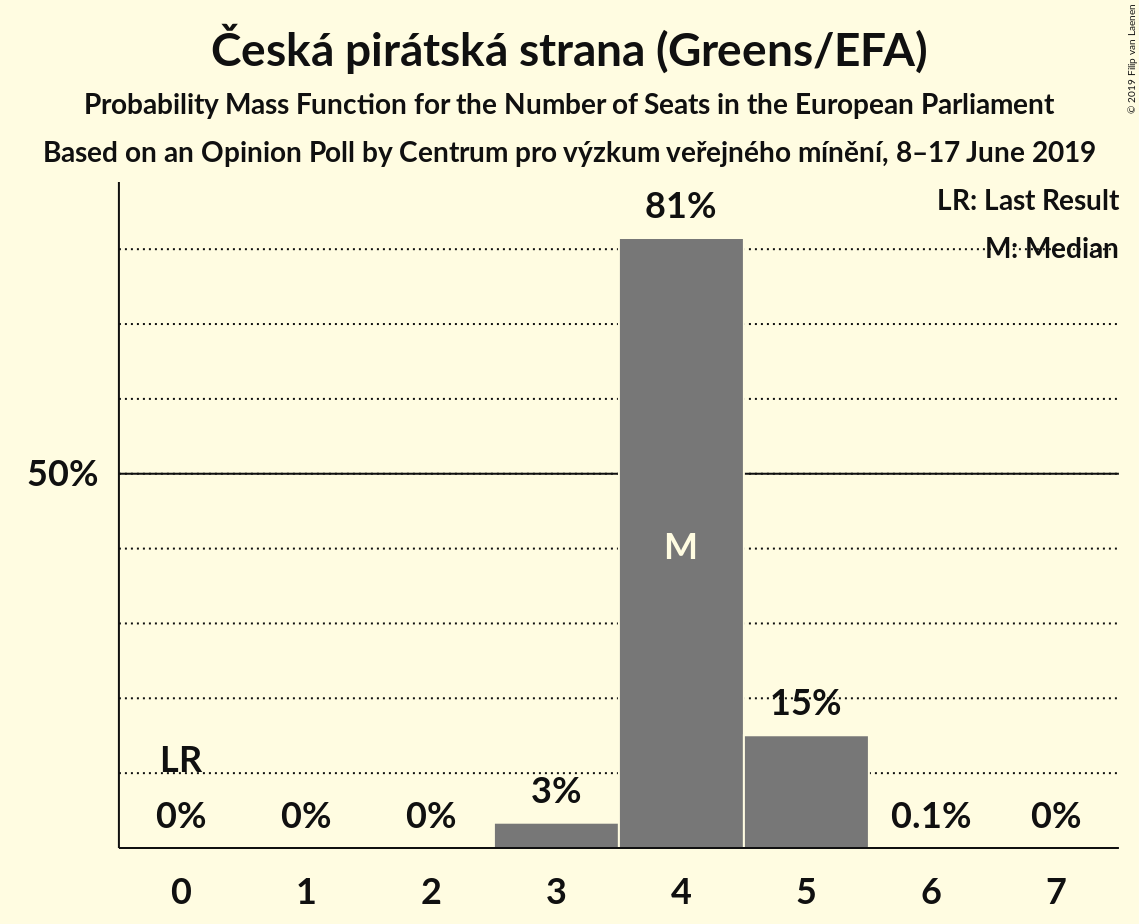 Česká pirátská strana (Greens/EFA)
Probability Mass Function for the Number of Seats in the European Parliament
Based on an Opinion Poll by Centrum pro výzkum veřejného mínění, 8–17 June 2019
© 2019 Filip van Laenen
LR: Last Result
M: Median
81%
50%
M
15%
LR
3%
0% 0% 0% 0.1% 0%
0 1 2 3 4 5 6 7